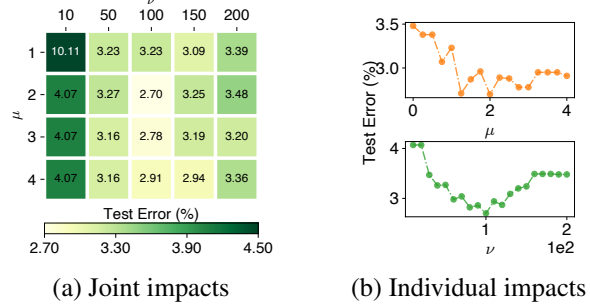 ν
10 50 100 150 200
1 10.11 3.23 3.23 3.09 3.39
2 4.07 3.27 2.70 3.25 3.48
3 4.07 3.16 2.78 3.19 3.20
4 4.07 3.16 2.91 2.94 3.36
μ
Test Error (%)
2.70 3.30 3.90 4.50
(a) Joint impacts
Test Error (%)
3.5
3.0
0 2 4
μ
4
3
1 2
ν 1e2
(b) Individual impacts